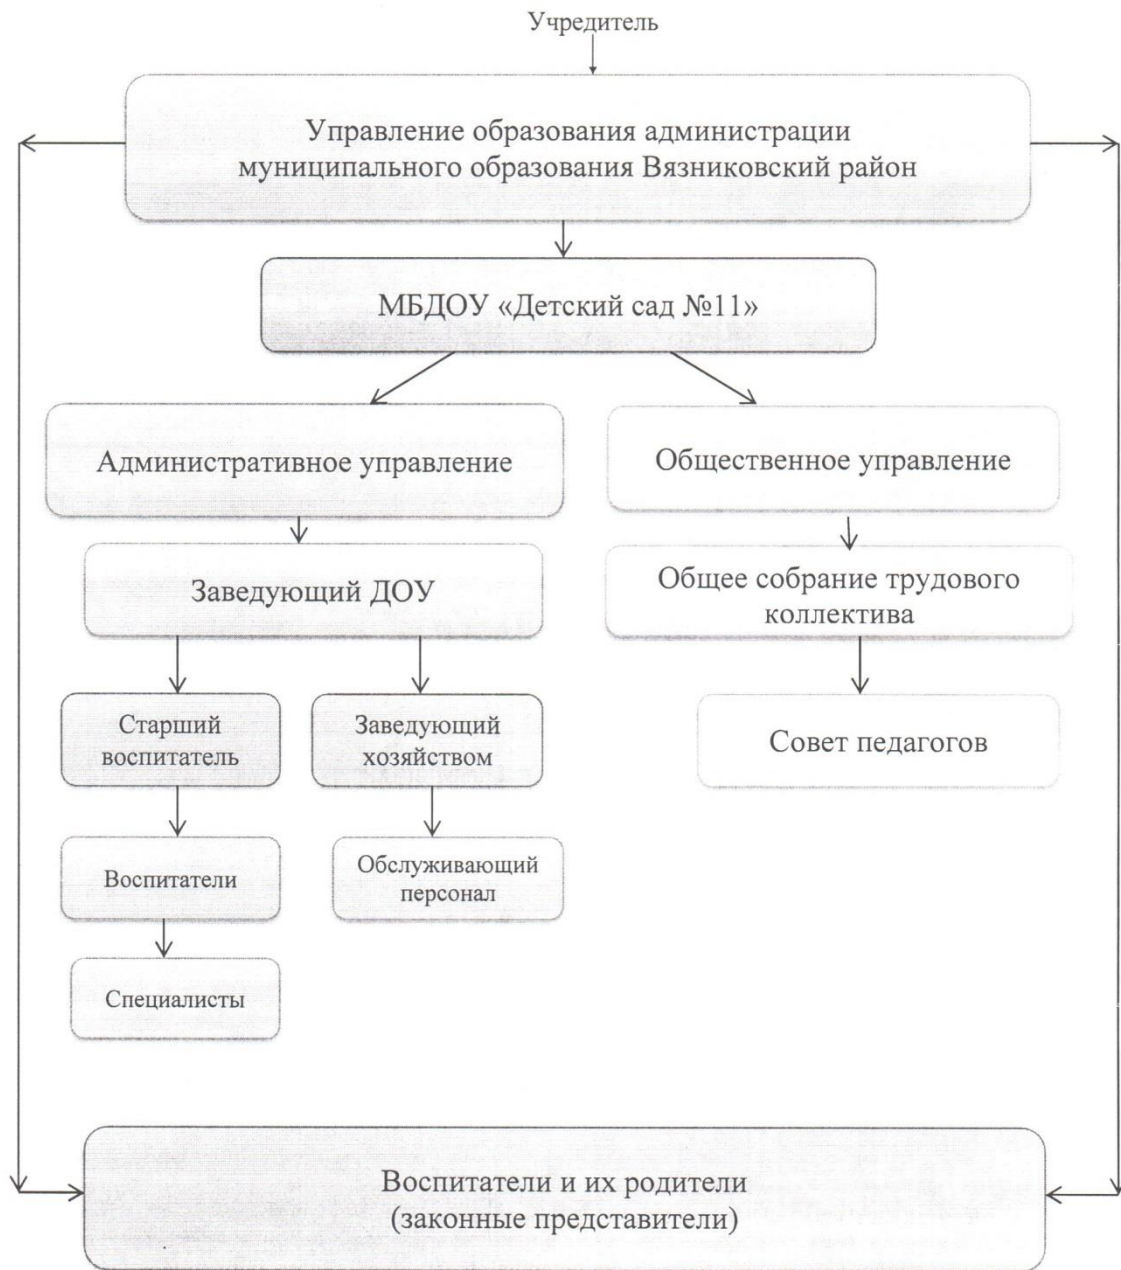 Учредитель
Управление образования администрации
муниципального образования Вязниковский район
МБДОУ «Детский сад №11»
Административное управление
Общественное управление
Заведующий ДОУ
Общее собрание трудового
коллектива
Старший
воспитатель
Заведующий
хозяйством
Совет педагогов
Воспитатели
Обслуживающий
персонал
Специалисты
Воспитатели и их родители
(законные представители)